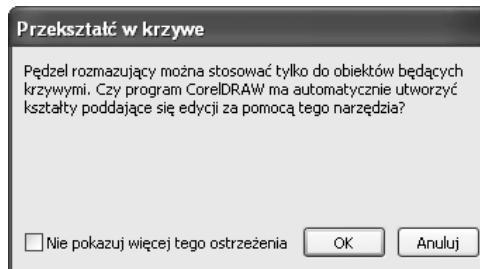 Przekształć w krzywe
Pędzel rozmazujący można stosować tylko do obiektów będących
krzywymi. Czy program CorelDRAW ma automatycznie utworzyć
kształty poddające się edycji za pomocą tego narzędzia?
Nie pokazuj więcej tego ostrzeżenia OK Anuluj